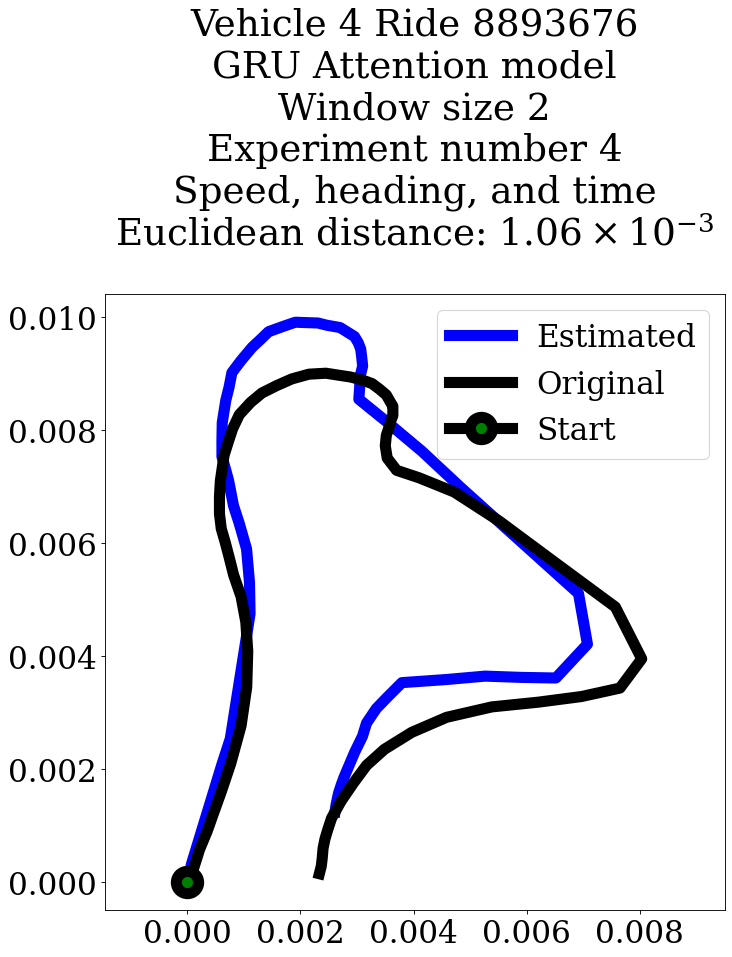 Vehicle 4 Ride 8893676
GRU Attention model
Window size 2
Experiment number 4
Speed, heading, and time
Euclidean distance: 1.06 × 10⁻³
0.010
0.008
0.006
0.004
0.002
0.000
Estimated
Original
Start
0.000 0.002 0.004 0.006 0.008